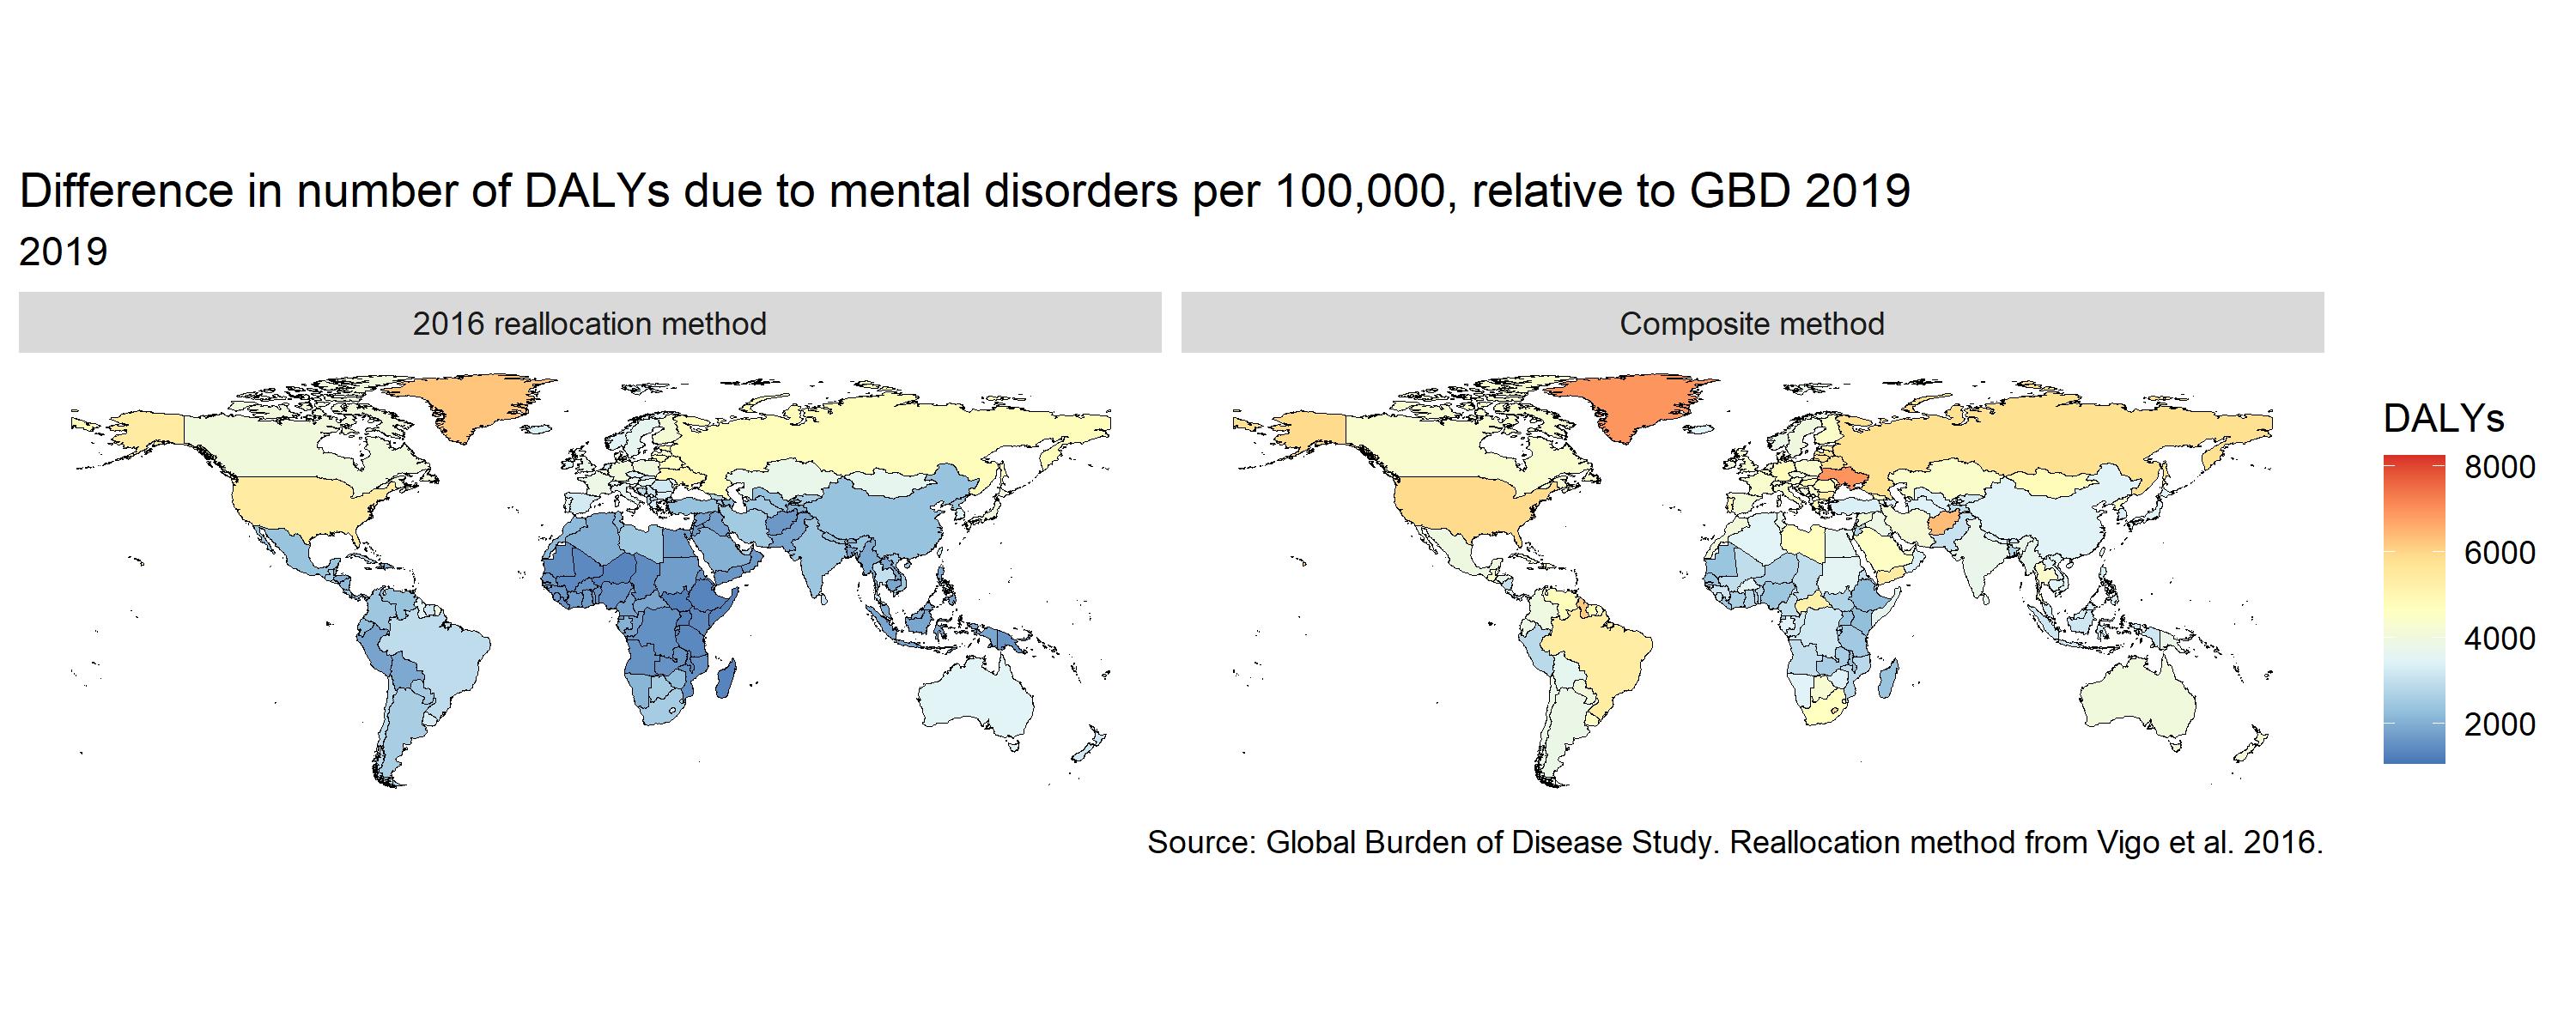 Difference in number of DALYs due to mental disorders per 100,000, relative to GBD 2019
2019
2016 reallocation method
Composite method
DALYs
8000
6000
4000
2000
Source: Global Burden of Disease Study. Reallocation method from Vigo et al. 2016.